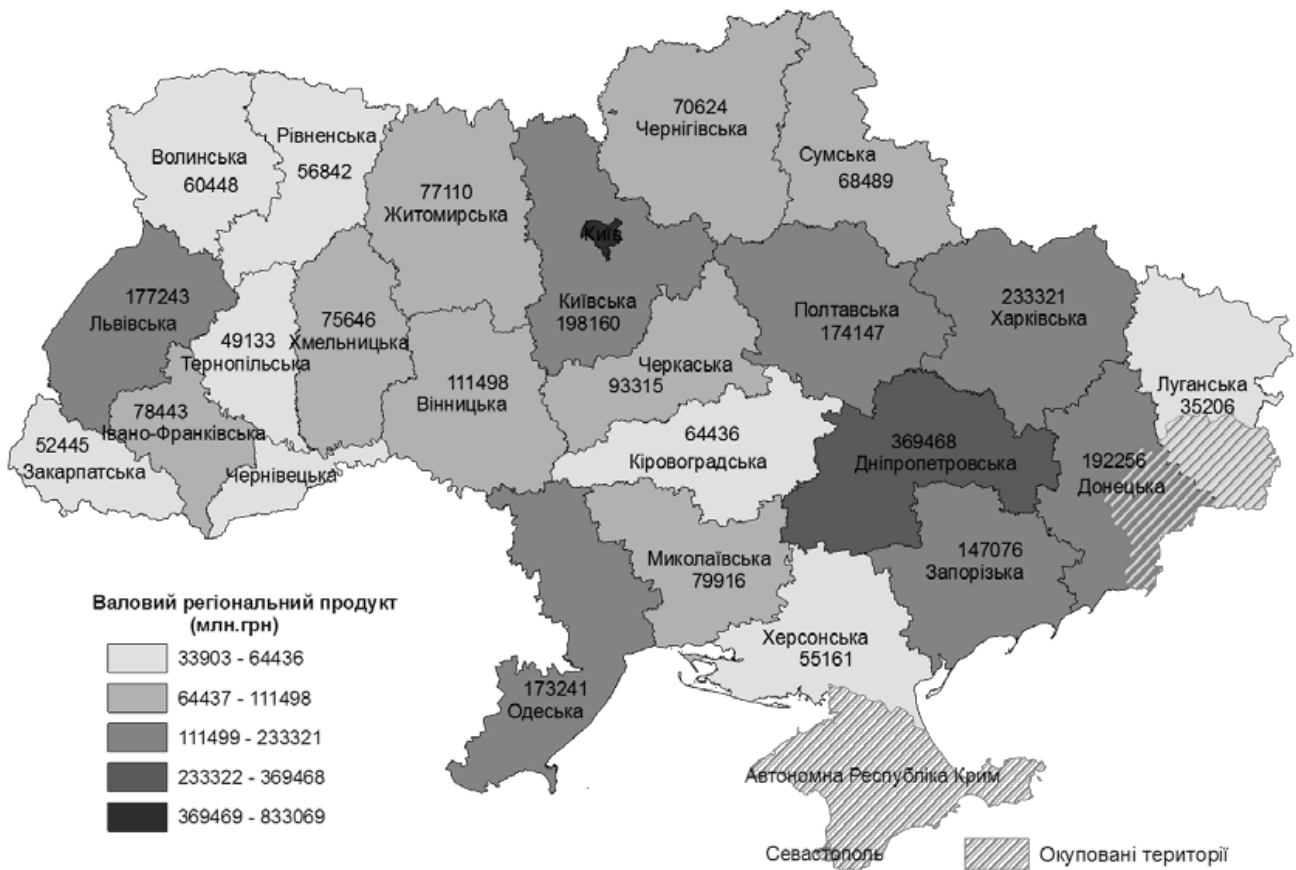 70624
Чернігівська
Рівненська
56842
Волинська
60448
Сумська
68489
77110
Житомирська
Київ
177243
Львівська
75646
Хмельницька
49133
Тернопільська
Київська
198160
Полтавська
174147
233321
Харківська
111498
Вінницька
Черкаська
93315
Луганська
35206
78443
Івано-Франківська
52445
Закарпатська
Чернівецька
64436
Кіровоградська
369468
Дніпропетровська
192256
Донецька
Миколаївська
79916
147076
Запорізька
Херсонська
55161
173241
Одеська
Автономна Республіка Крим
Севастополь
Валовий регіональний продукт
(млн.грн)
33903 - 64436
64437 - 111498
111499 - 233321
233322 - 369468
369469 - 833069
Окуповані території